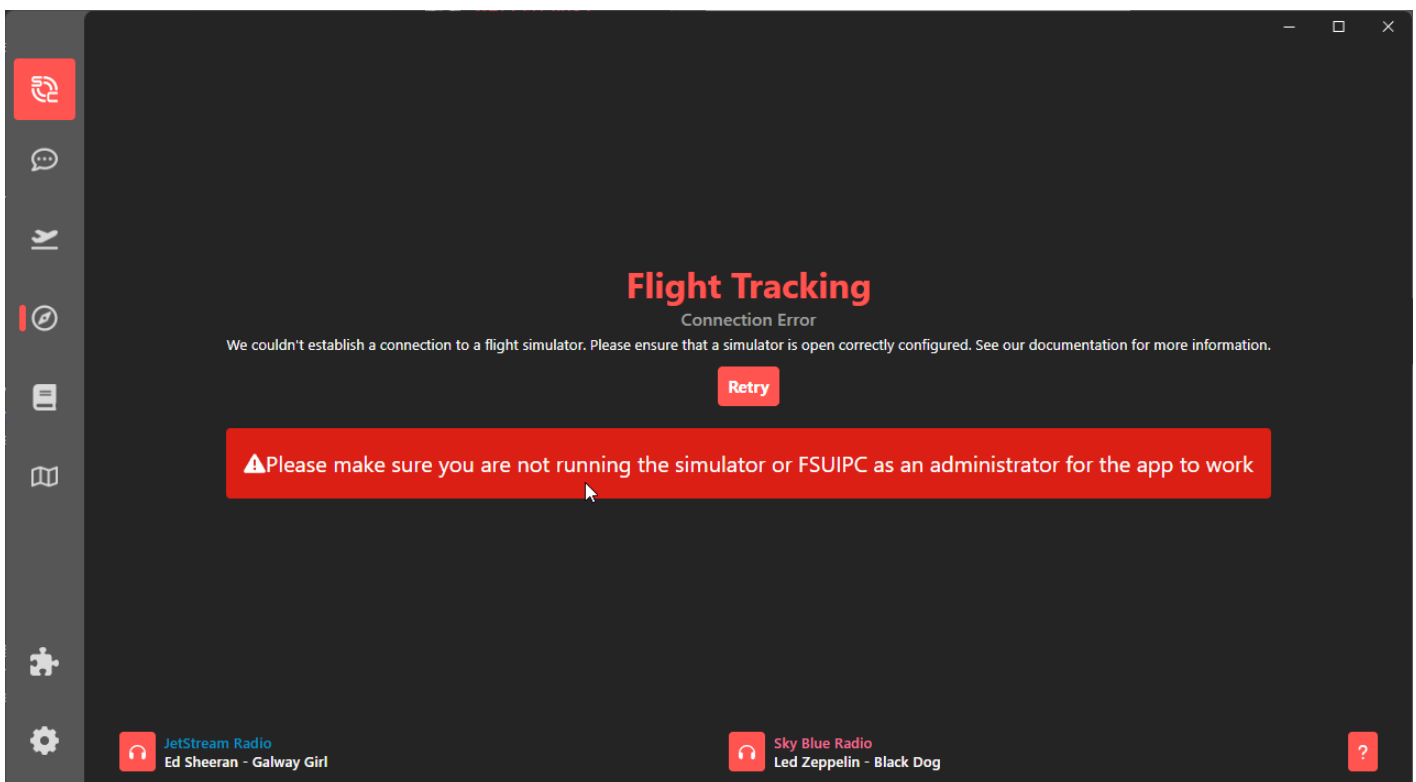 Flight Tracking
Connection Error
We couldn't establish a connection to a flight simulator. Please ensure that a simulator is open correctly configured. See our documentation for more information.
Retry
Please make sure you are not running the simulator or FSUIPC as an administrator for the app to work
JetStream Radio
Ed Sheeran - Galway Girl
Sky Blue Radio
Led Zeppelin - Black Dog
?